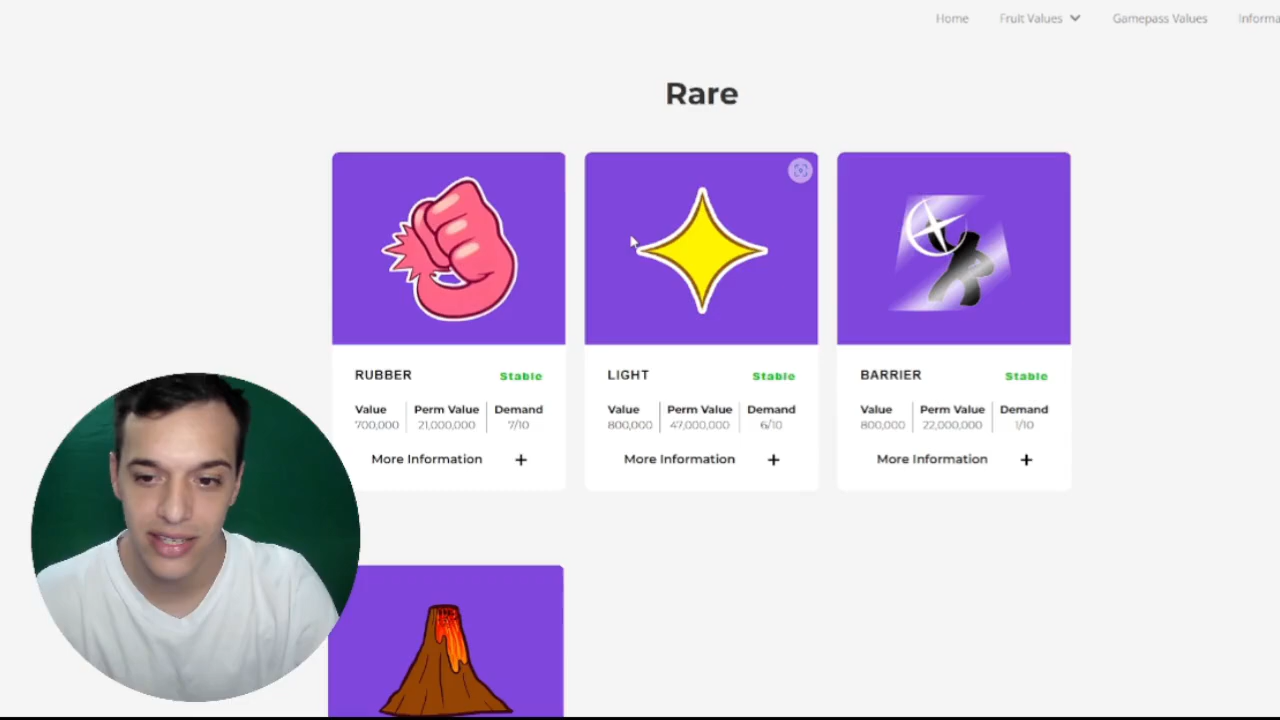 Home Fruit Values Gamepass Values Informa
Rare
RUBBER Stable
Value Perm Value Demand
700,000 21,000,000 7/10
More Information +
LIGHT Stable
Value Perm Value Demand
800,000 47,000,000 6/10
More Information +
BARRIER Stable
Value Perm Value Demand
800,000 22,000,000 1/10
More Information +